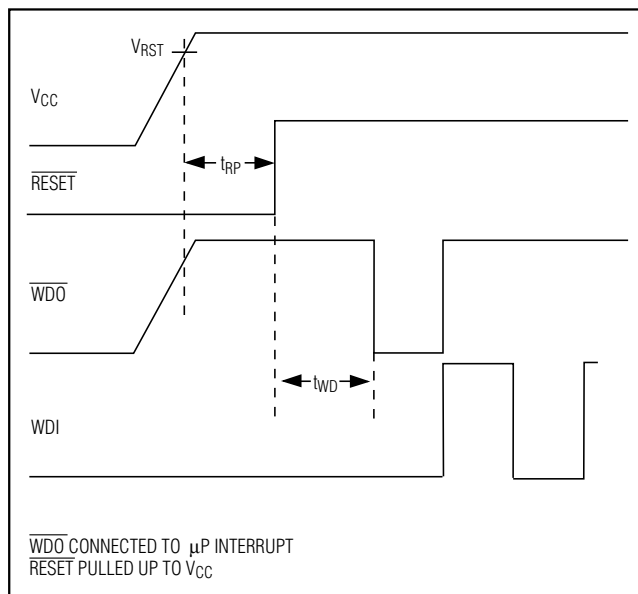 VRST
VCC
tRP
RESET
WDO
tWD
WDI
WDO CONNECTED TO µP INTERRUPT
RESET PULLED UP TO VCC